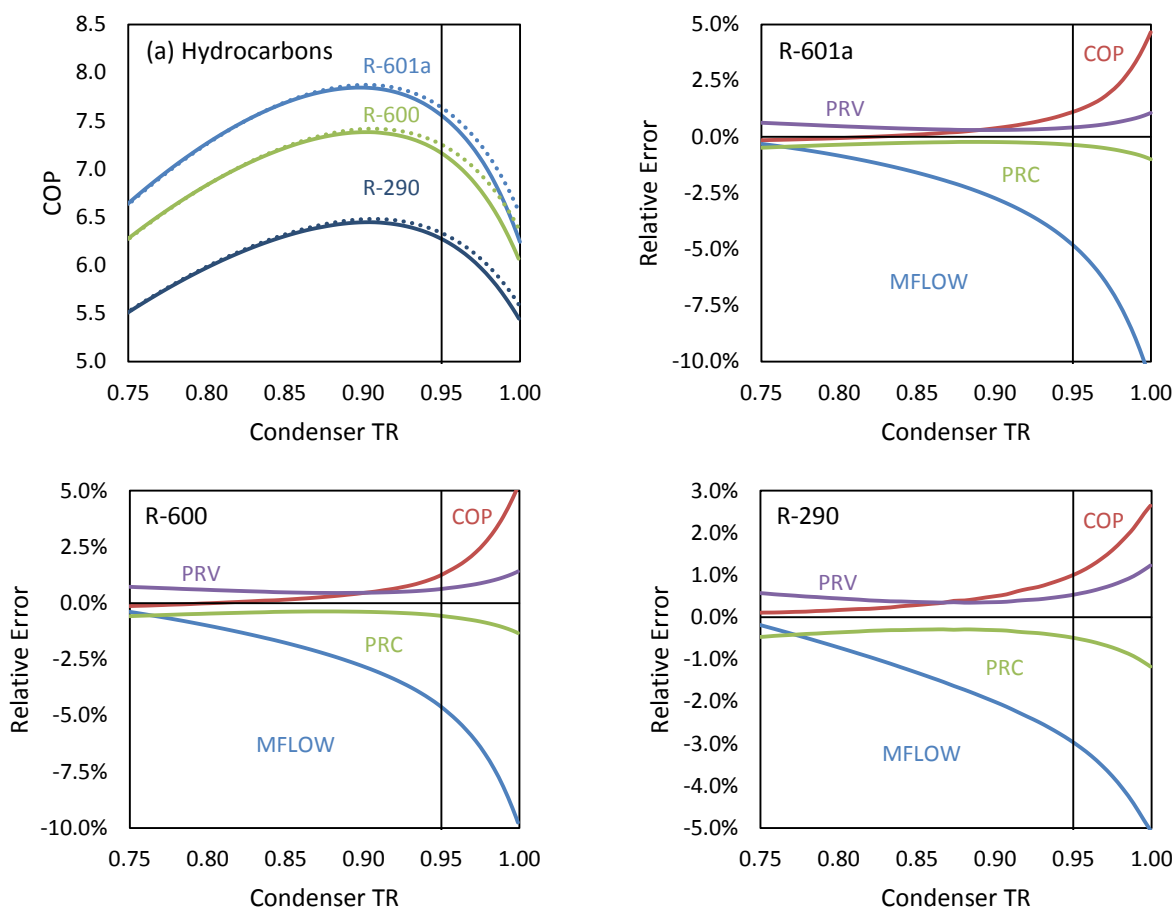 (a) Hydrocarbons
COP
8.5
8.0
7.5
7.0
6.5
6.0
5.5
5.0
R-601a
R-600
R-290
0.75 0.80 0.85 0.90 0.95 1.00
Condenser TR
R-601a
Relative Error
5.0%
2.5%
0.0%
-2.5%
-5.0%
-7.5%
-10.0%
COP
PRV
PRC
MFLOW
0.75 0.80 0.85 0.90 0.95 1.00
Condenser TR
R-600
Relative Error
5.0%
2.5%
0.0%
-2.5%
-5.0%
-7.5%
-10.0%
COP
PRV
PRC
MFLOW
0.75 0.80 0.85 0.90 0.95 1.00
Condenser TR
R-290
Relative Error
3.0%
2.0%
1.0%
0.0%
-1.0%
-2.0%
-3.0%
-4.0%
-5.0%
COP
PRV
PRC
MFLOW
0.75 0.80 0.85 0.90 0.95 1.00
Condenser TR